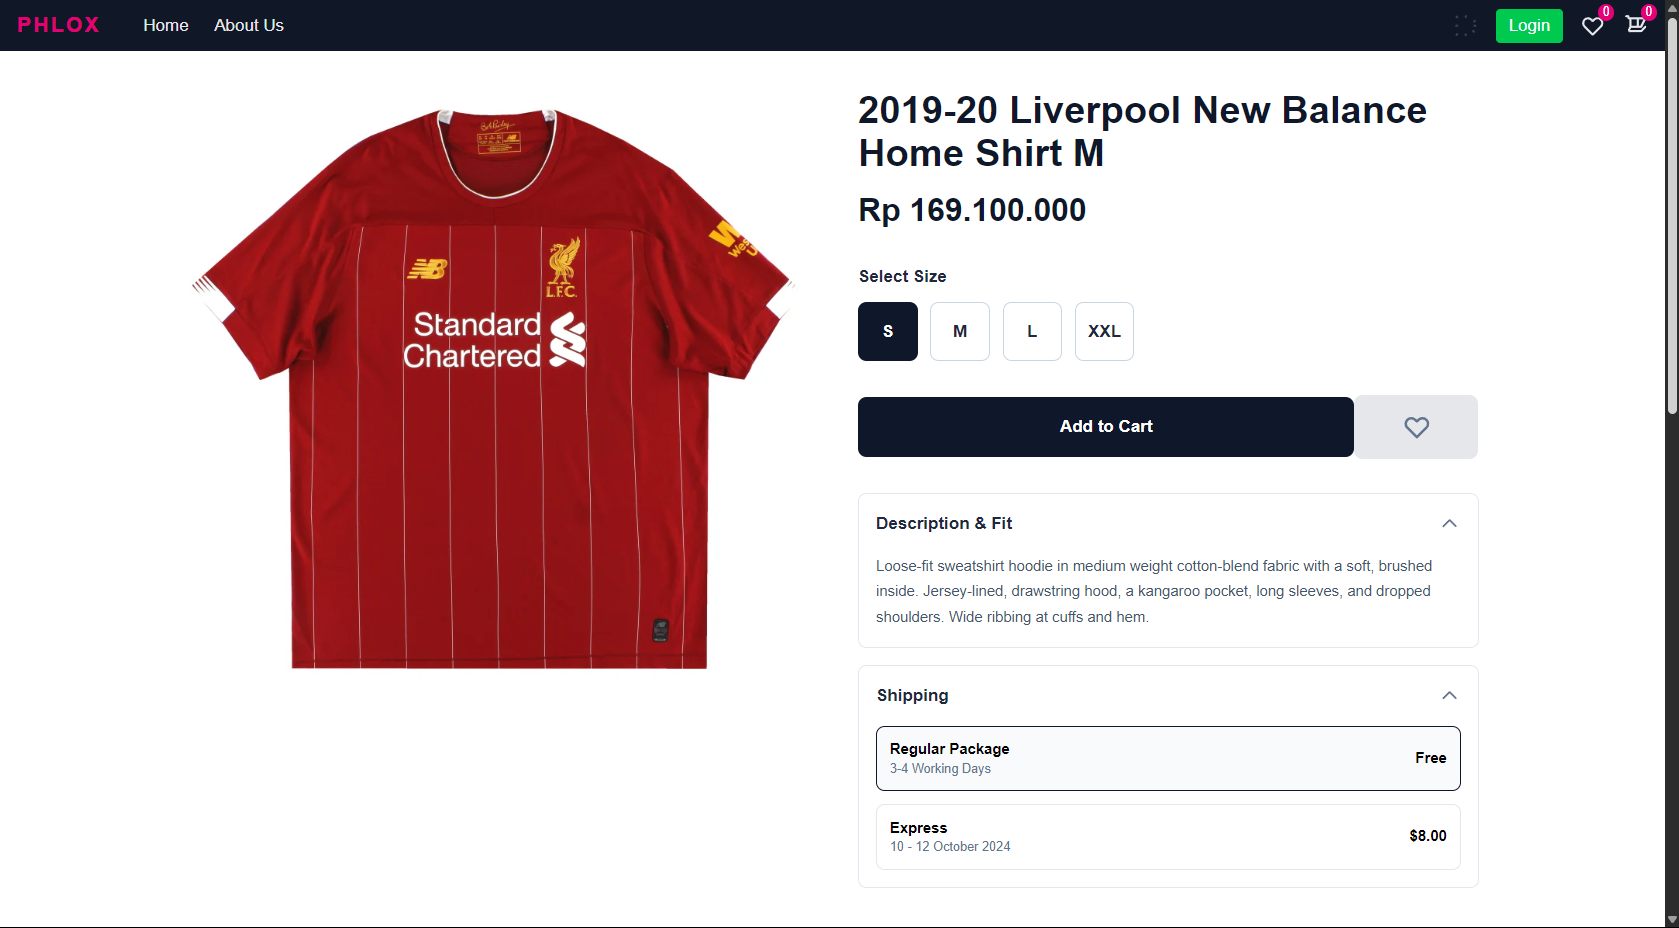 PHLOX
Home
About Us
Login
0
0
2019-20 Liverpool New Balance
Home Shirt M
Rp 169.100.000
Select Size
S
M
L
XXL
Add to Cart
Description & Fit
Loose-fit sweatshirt hoodie in medium weight cotton-blend fabric with a soft, brushed
inside. Jersey-lined, drawstring hood, a kangaroo pocket, long sleeves, and dropped
shoulders. Wide ribbing at cuffs and hem.
Shipping
Regular Package
3-4 Working Days
Free
Express
10 - 12 October 2024
$8.00
NB
L.F.C.
Standard
Chartered